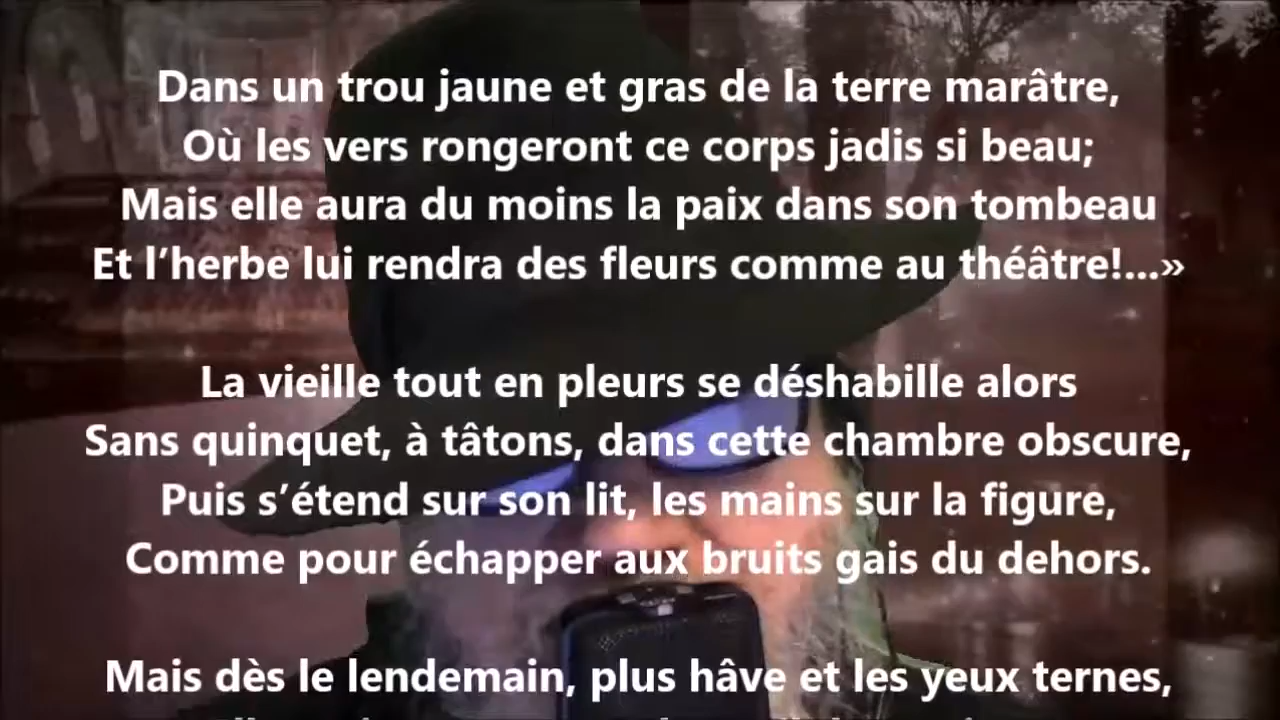 Dans un trou jaune et gras de la terre marâtre,
Où les vers rongeront ce corps jadis si beau;
Mais elle aura du moins la paix dans son tombeau
Et l’herbe lui rendra des fleurs comme au théâtre!...»
La vieille tout en pleurs se déshabille alors
Sans quinquet, à tâtons, dans cette chambre obscure,
Puis s’étend sur son lit, les mains sur la figure,
Comme pour échapper aux bruits gais du dehors.
Mais dès le lendemain, plus hâve et les yeux ternes,